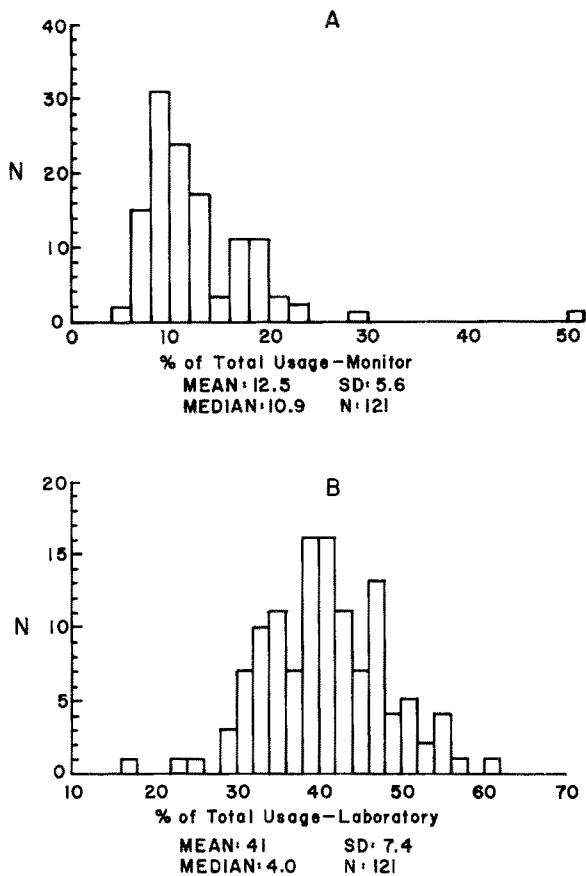 A
40
30
N
20
10
0
0 10 20 30 40 50
% of Total Usage-Monitor
MEAN: 12.5 SD: 5.6
MEDIAN: 10.9 N: 121
B
20
15
N
10
5
0
10 20 30 40 50 60 70
% of Total Usage-Laboratory
MEAN: 41 SD: 7.4
MEDIAN: 4.0 N: 121